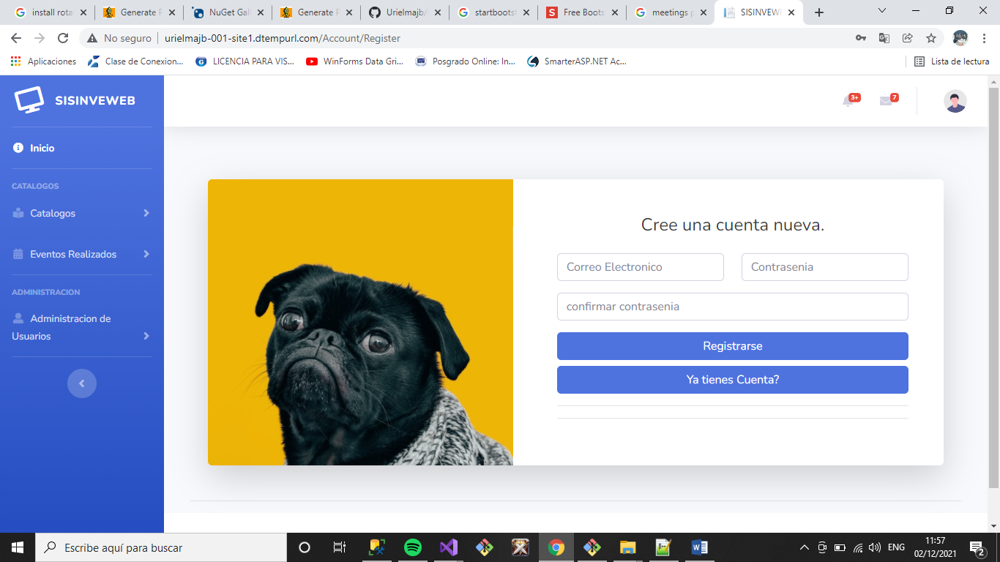 install rota
Generate P
NuGet Gall
Generate P
Urielmajb/
startbootst
Free Boots
meetings p
SISINVEWE
No seguro
urielmajb-001-site1.dtempurl.com/Account/Register
Aplicaciones
Clase de Conexion...
LICENCIA PARA VIS...
WinForms Data Gri...
Posgrado Online: In...
SmarterASP.NET Ac...
Lista de lectura
SISINVEWEB
3+
7
Inicio
CATALOGOS
Catalogos
Eventos Realizados
ADMINISTRACION
Administracion de
Usuarios
Cree una cuenta nueva.
Correo Electronico
Contrasenia
confirmar contrasenia
Registrarse
Ya tienes Cuenta?
Escribe aquí para buscar
ENG
11:57
02/12/2021
2